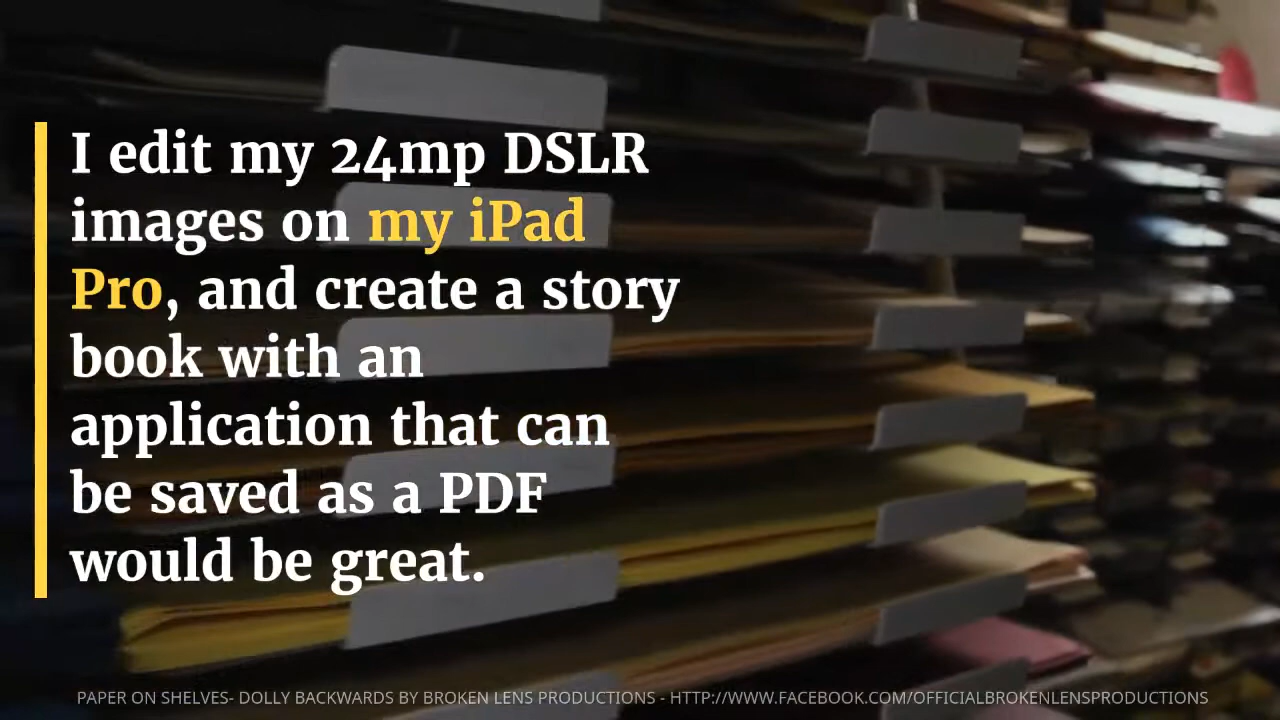 I edit my 24mp DSLR
images on my iPad
Pro, and create a story
book with an
application that can
be saved as a PDF
would be great.
PAPER ON SHELVES- DOLLY BACKWARDS BY BROKEN LENS PRODUCTIONS - HTTP://WWW.FACEBOOK.COM/OFFICIALBROKENLENSPRODUCTIONS